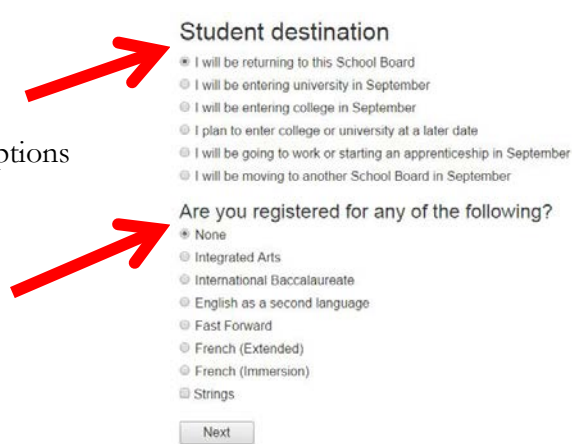 Student destination
I will be returning to this School Board
I will be entering university in September
I will be entering college in September
I plan to enter college or university at a later date
ptions
I will be going to work or starting an apprenticeship in September
I will be moving to another School Board in September
Are you registered for any of the following?
None
Integrated Arts
International Baccalaureate
English as a second language
Fast Forward
French (Extended)
French (Immersion)
Strings
Next